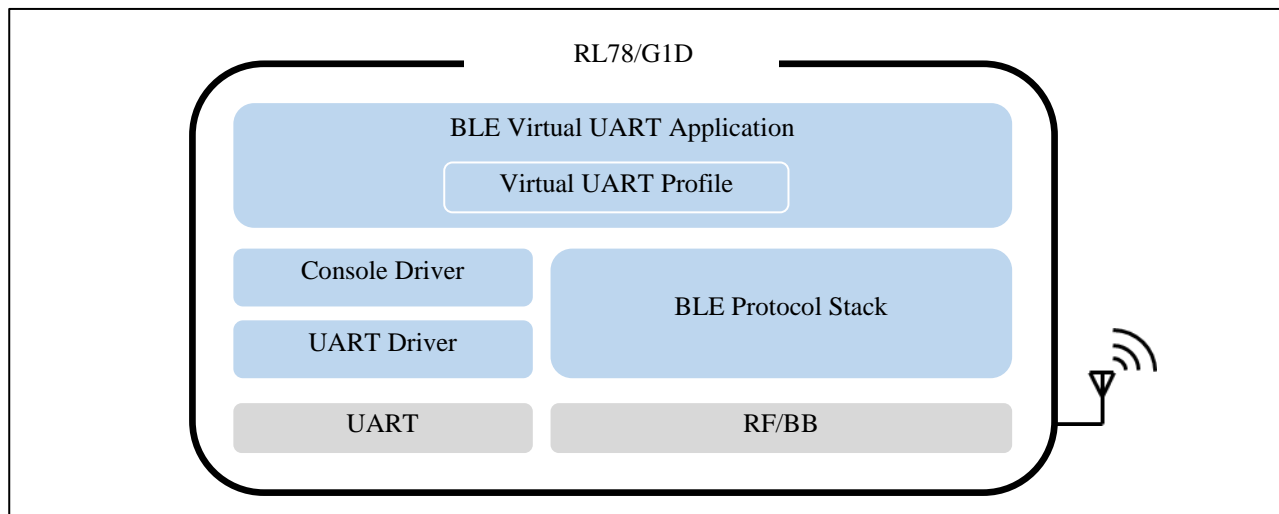 RL78/G1D
BLE Virtual UART Application
Virtual UART Profile
Console Driver
BLE Protocol Stack
UART Driver
UART
RF/BB